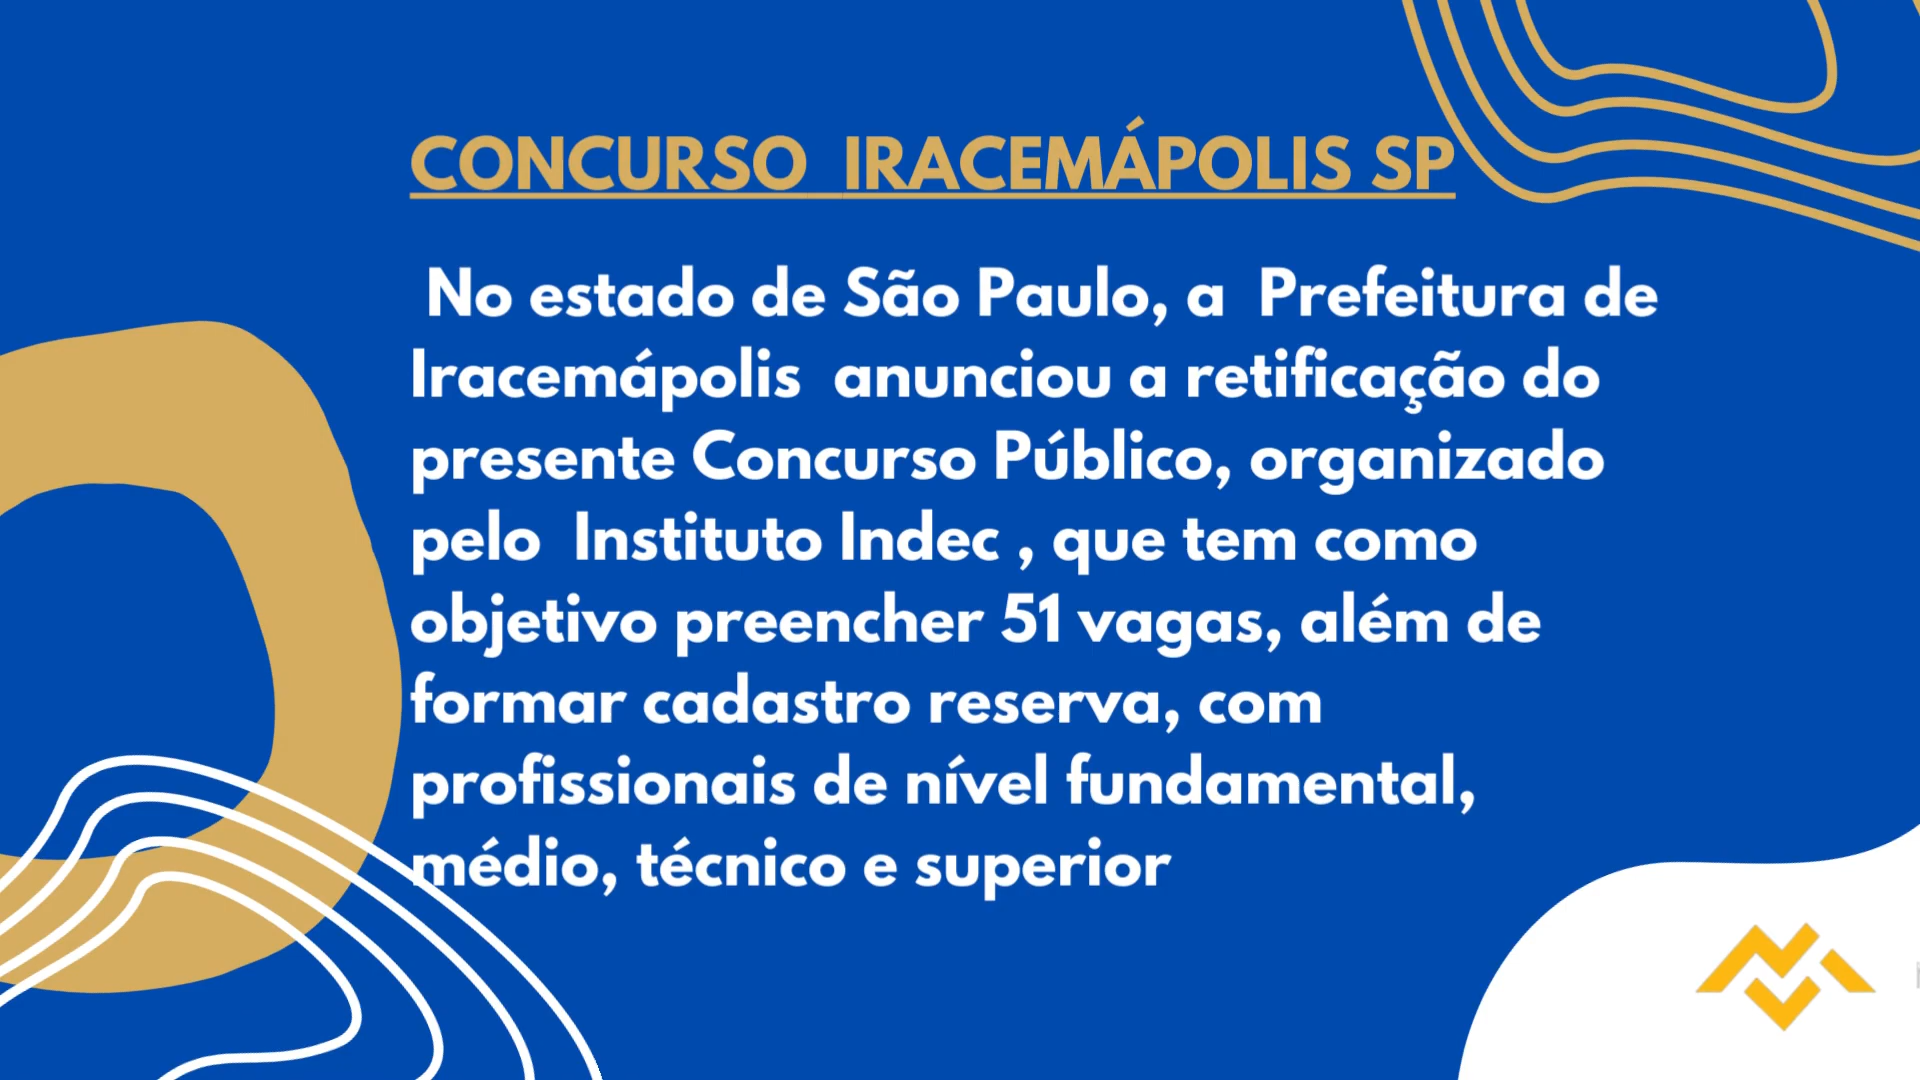 CONCURSO IRACEMÁPOLIS SP
No estado de São Paulo, a Prefeitura de
Iracemápolis anunciou a retificação do
presente Concurso Público, organizado
pelo Instituto Indec , que tem como
objetivo preencher 51 vagas, além de
formar cadastro reserva, com
profissionais de nível fundamental,
médio, técnico e superior